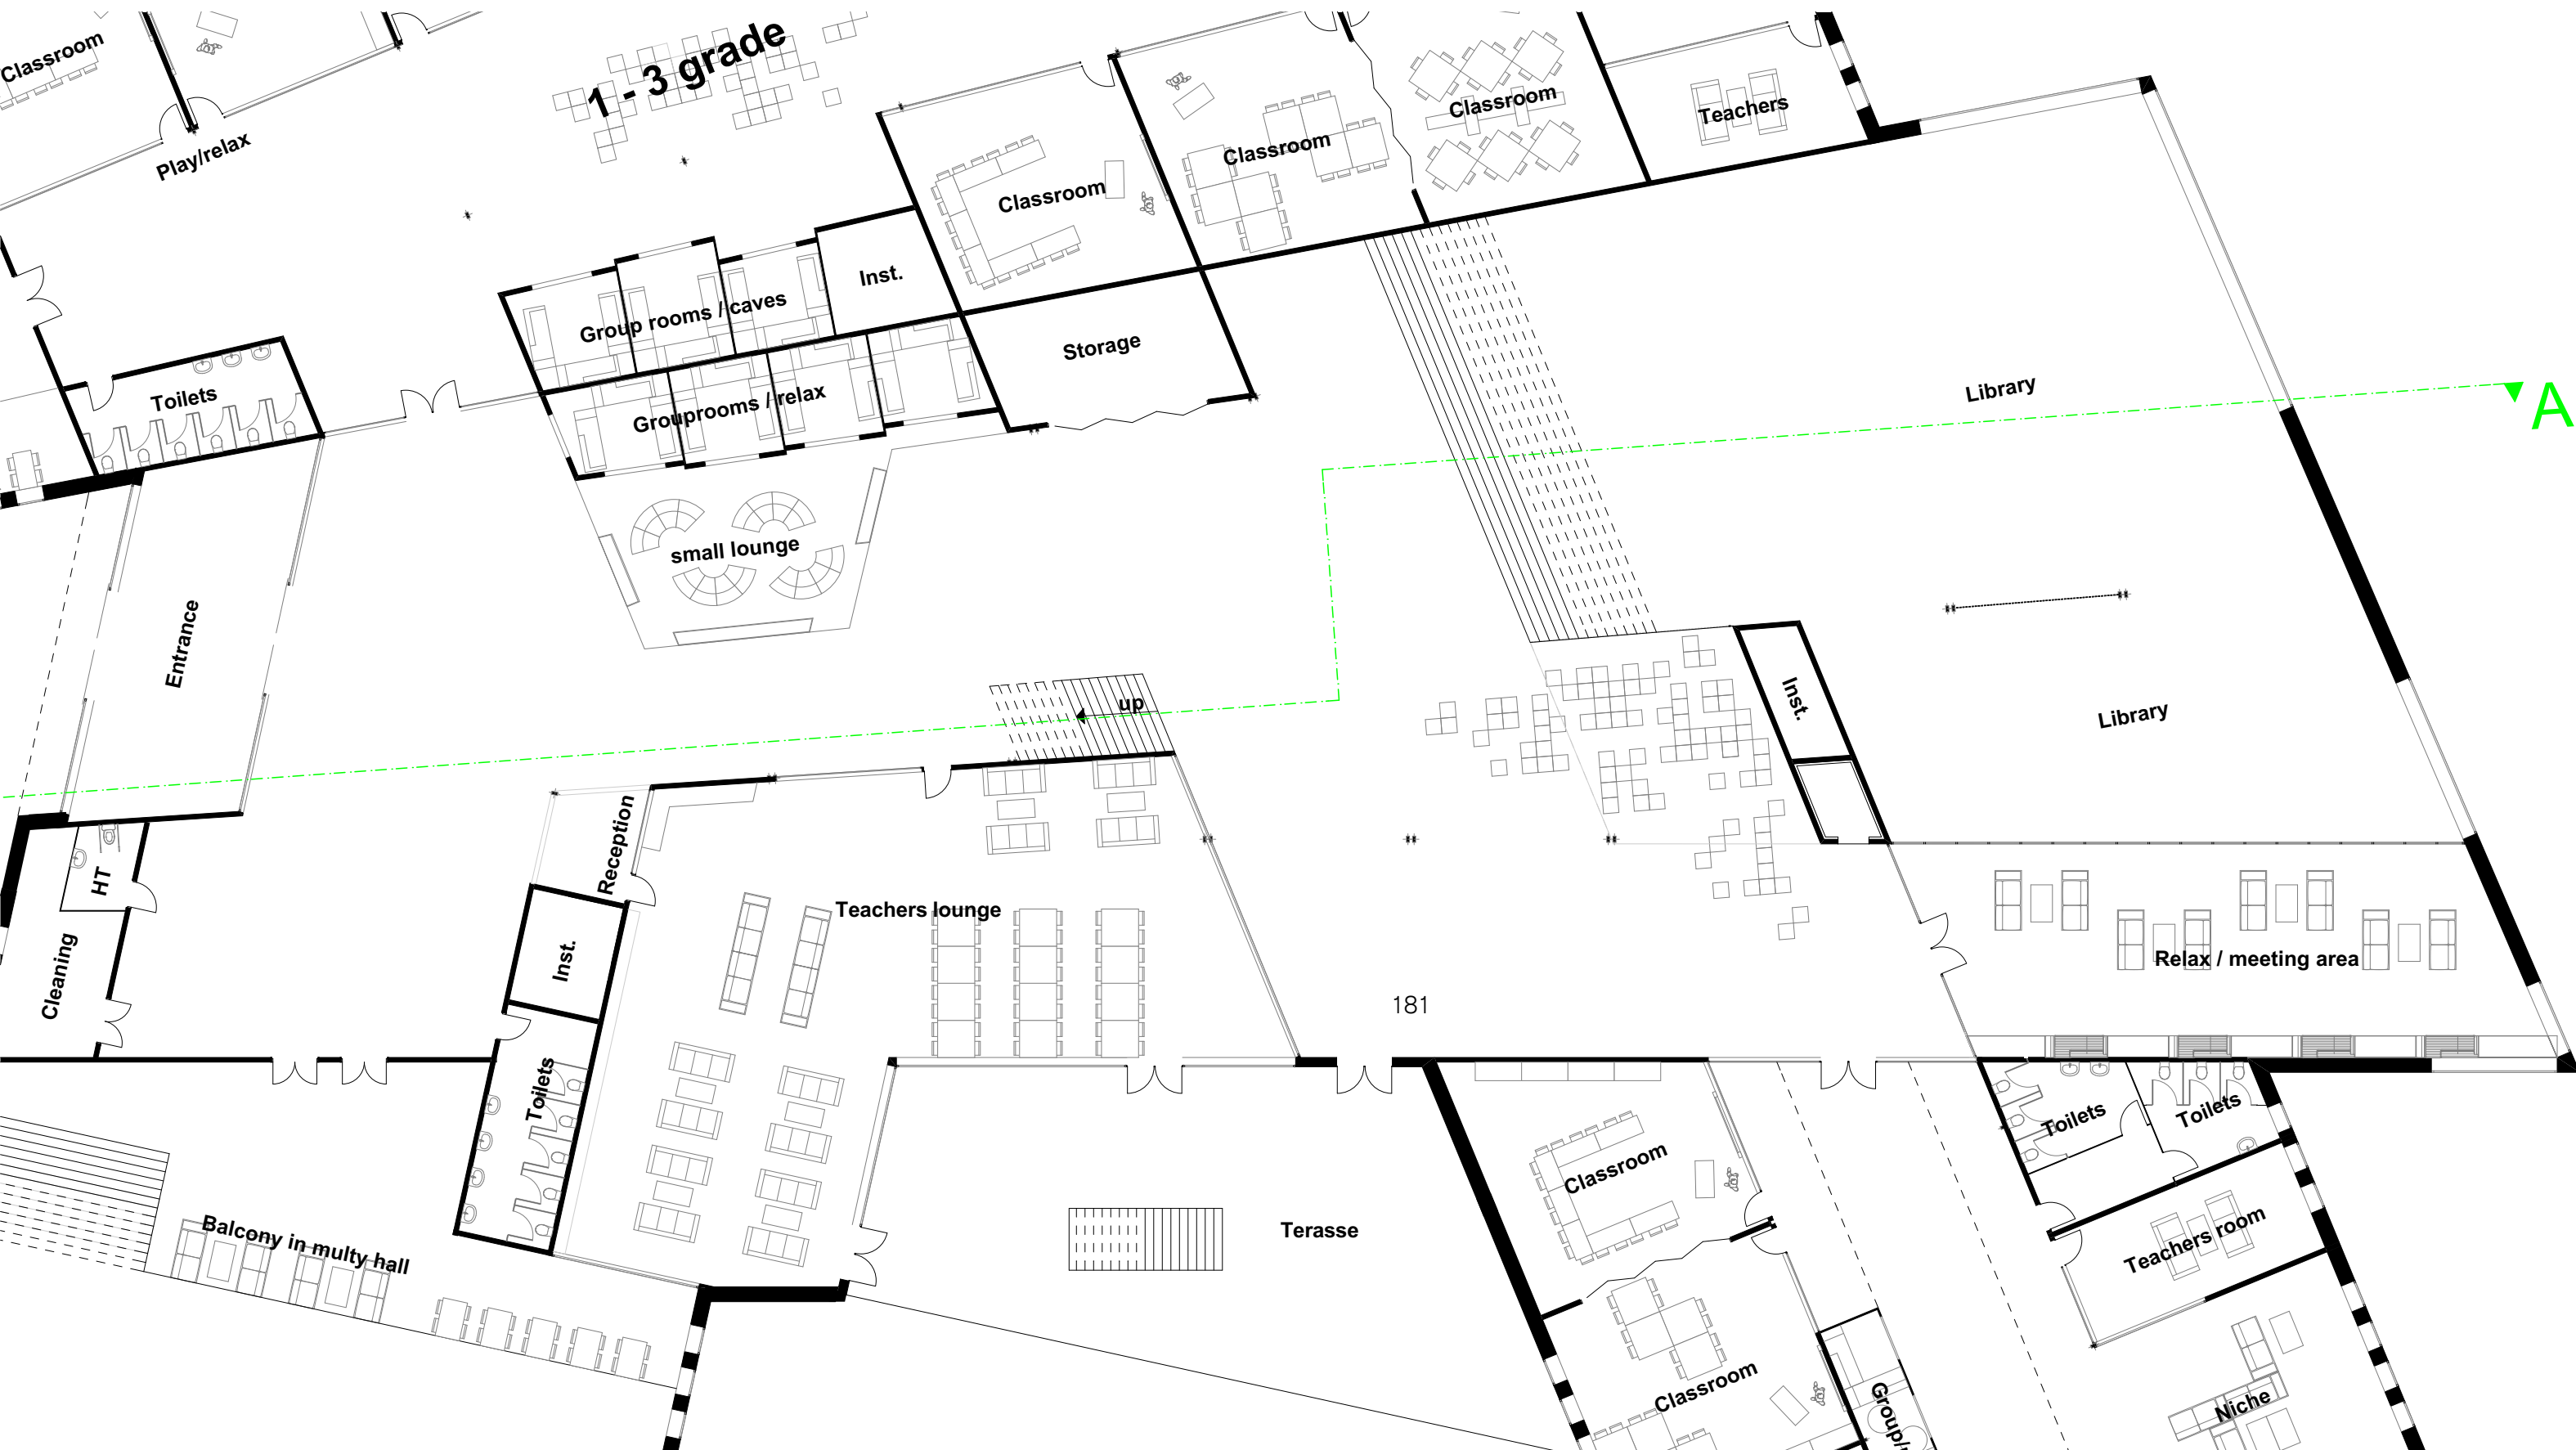 1 - 3 grade
Classroom
Play/relax
Classroom
Classroom
Classroom
Teachers
Inst.
Group rooms / caves
Storage
Grouprooms / relax
Toilets
Library
A
small lounge
Entrance
up
Inst.
Library
Reception
HT
Teachers lounge
Cleaning
Inst.
Relax / meeting area
181
Toilets
Toilets
Toilets
Classroom
Terasse
Balcony in multy hall
Teachers room
Classroom
Niche